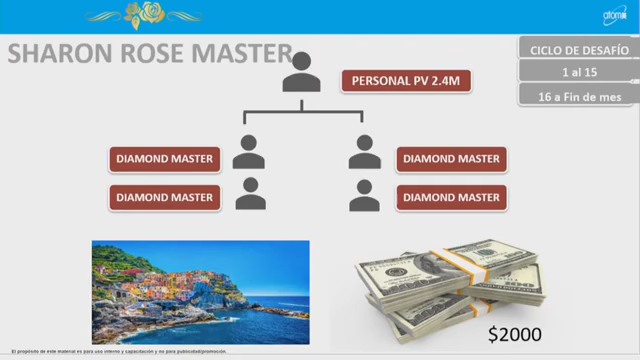 atomy
SHARON ROSE MASTER
CICLO DE DESAFÍO
1 al 15
16 a Fin de mes
PERSONAL PV 2.4M
DIAMOND MASTER
DIAMOND MASTER
DIAMOND MASTER
DIAMOND MASTER
$2000
El propósito de este material es para uso interno y capacitación y no para publicidad/promoción.